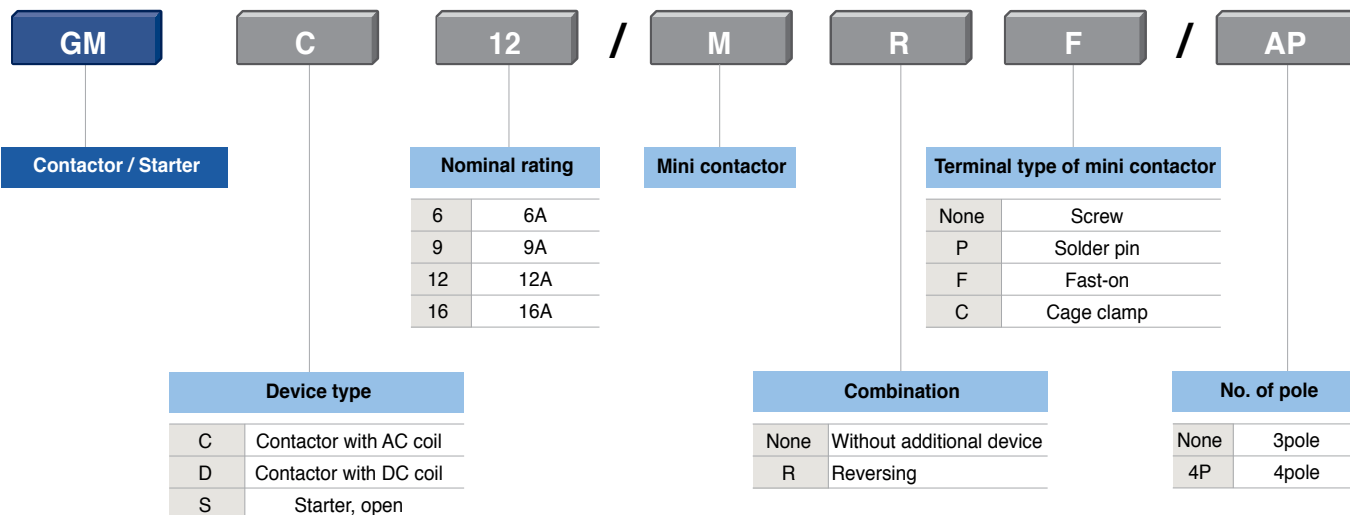 GM C 12 / M R F / AP
Contactor / Starter
Nominal rating
6 6A
9 9A
12 12A
16 16A
Mini contactor
Terminal type of mini contactor
None Screw
P Solder pin
F Fast-on
C Cage clamp
Device type
C Contactor with AC coil
D Contactor with DC coil
S Starter, open
Combination
None Without additional device
R Reversing
No. of pole
None 3pole
4P 4pole